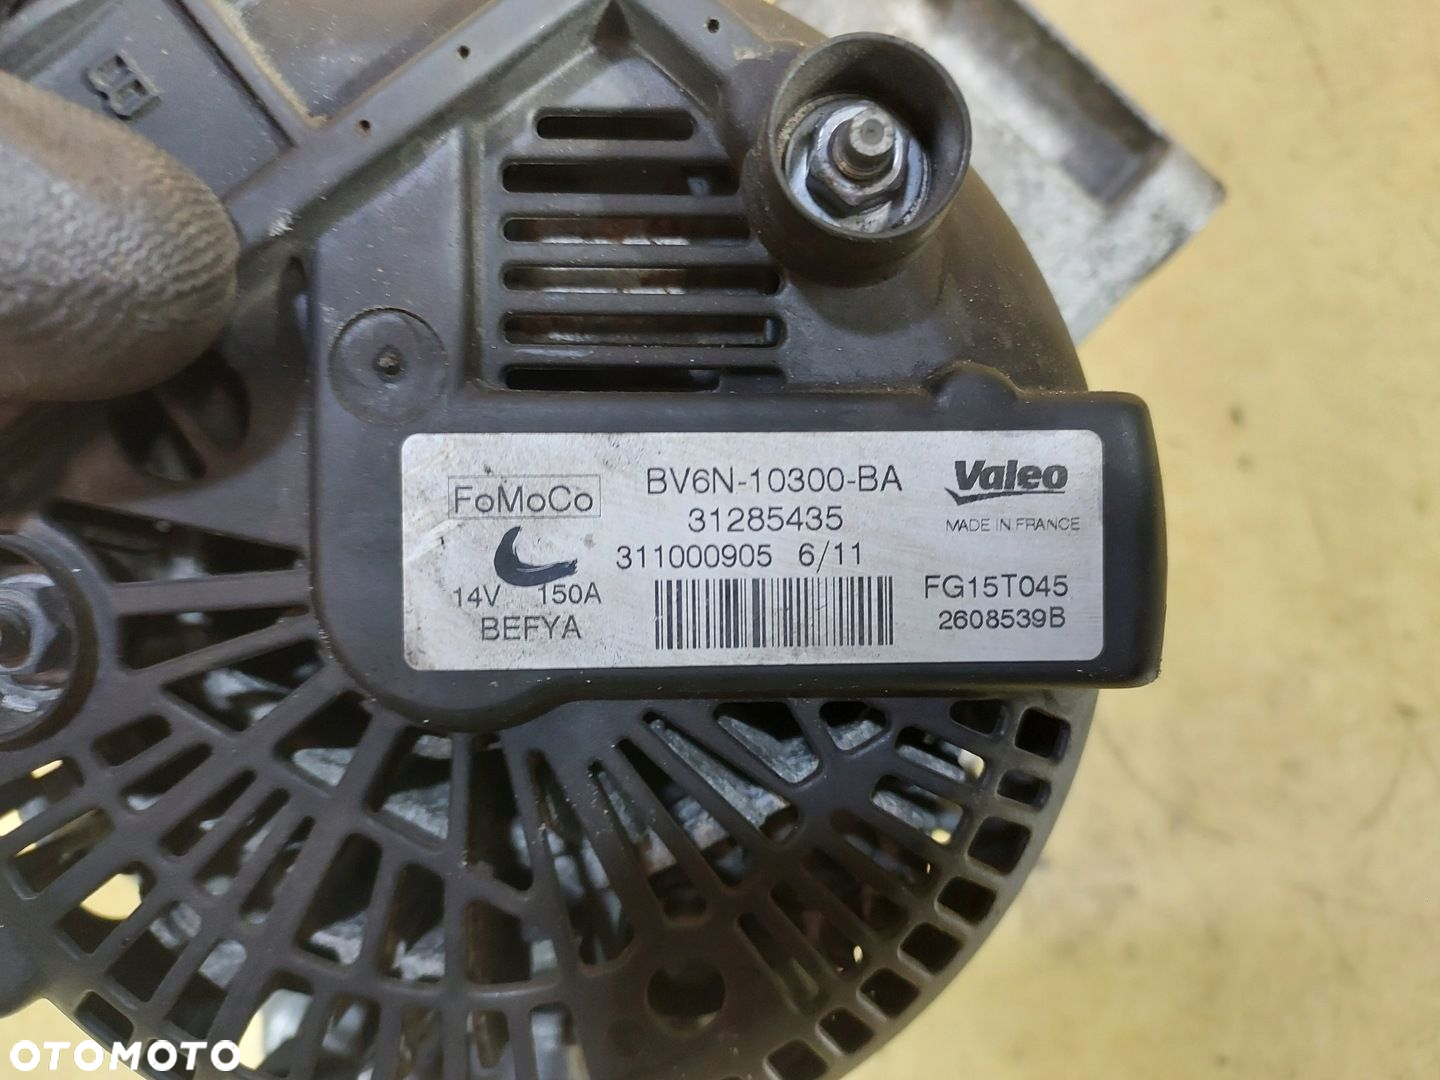 FoMoCo
BV6N-10300-BA
Valeo
31285435
MADE IN FRANCE
311000905 6/11
14V 150A
FG15T045
BEFYA
2608539B
OTOMOTO